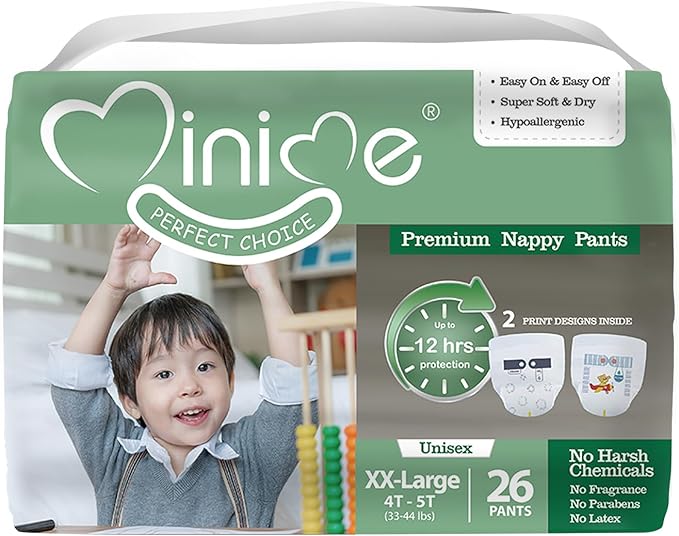 Minime®
PERFECT CHOICE
• Easy On & Easy Off
• Super Soft & Dry
• Hypoallergenic
Premium Nappy Pants
Up to
12 hrs
protection
2 PRINT DESIGNS INSIDE
Unisex
XX-Large
4T - 5T
(33-44 lbs)
26
PANTS
No Harsh
Chemicals
No Fragrance
No Parabens
No Latex